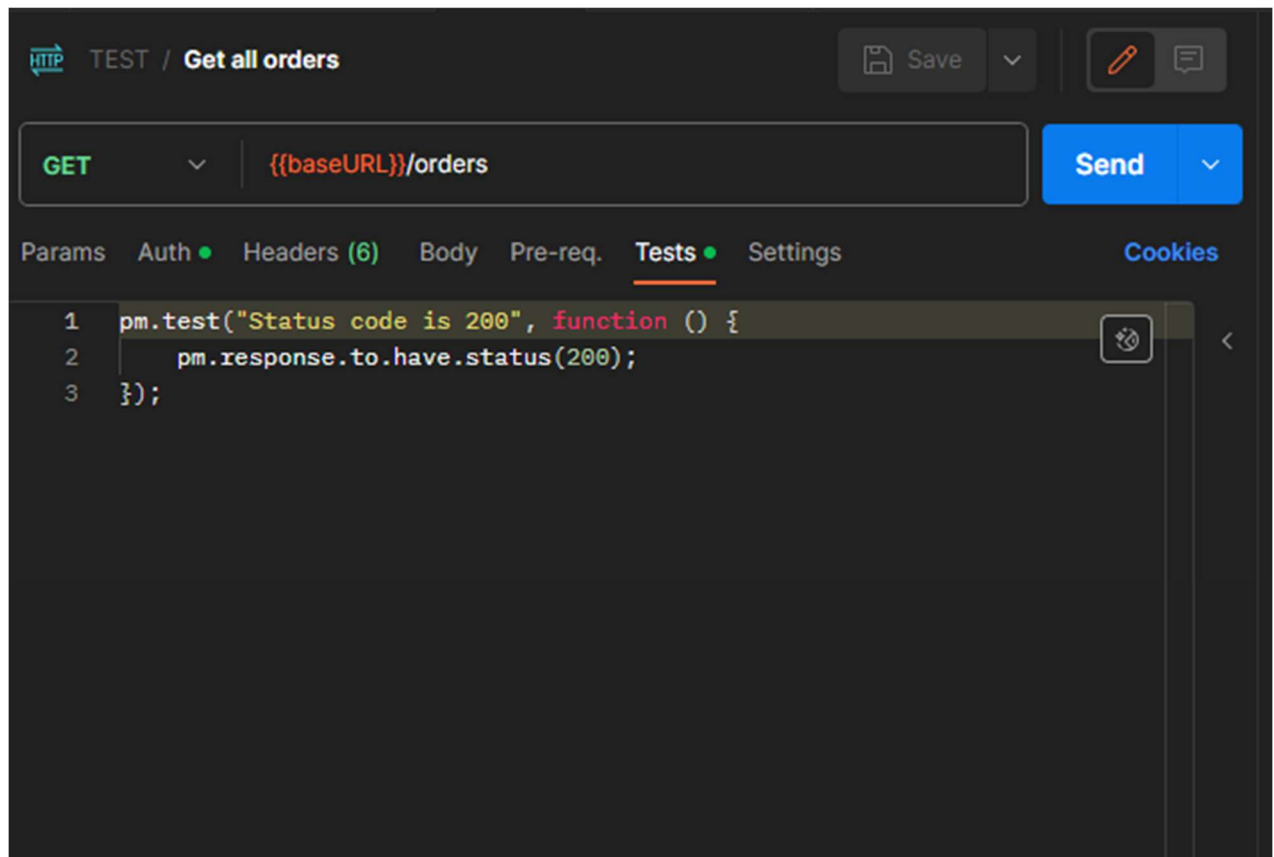 HTTP TEST / Get all orders Save
GET {{baseURL}}/orders Send
Params Auth Headers (6) Body Pre-req. Tests Settings Cookies
1 pm.test("Status code is 200", function () {
2 pm.response.to.have.status(200);
3 });